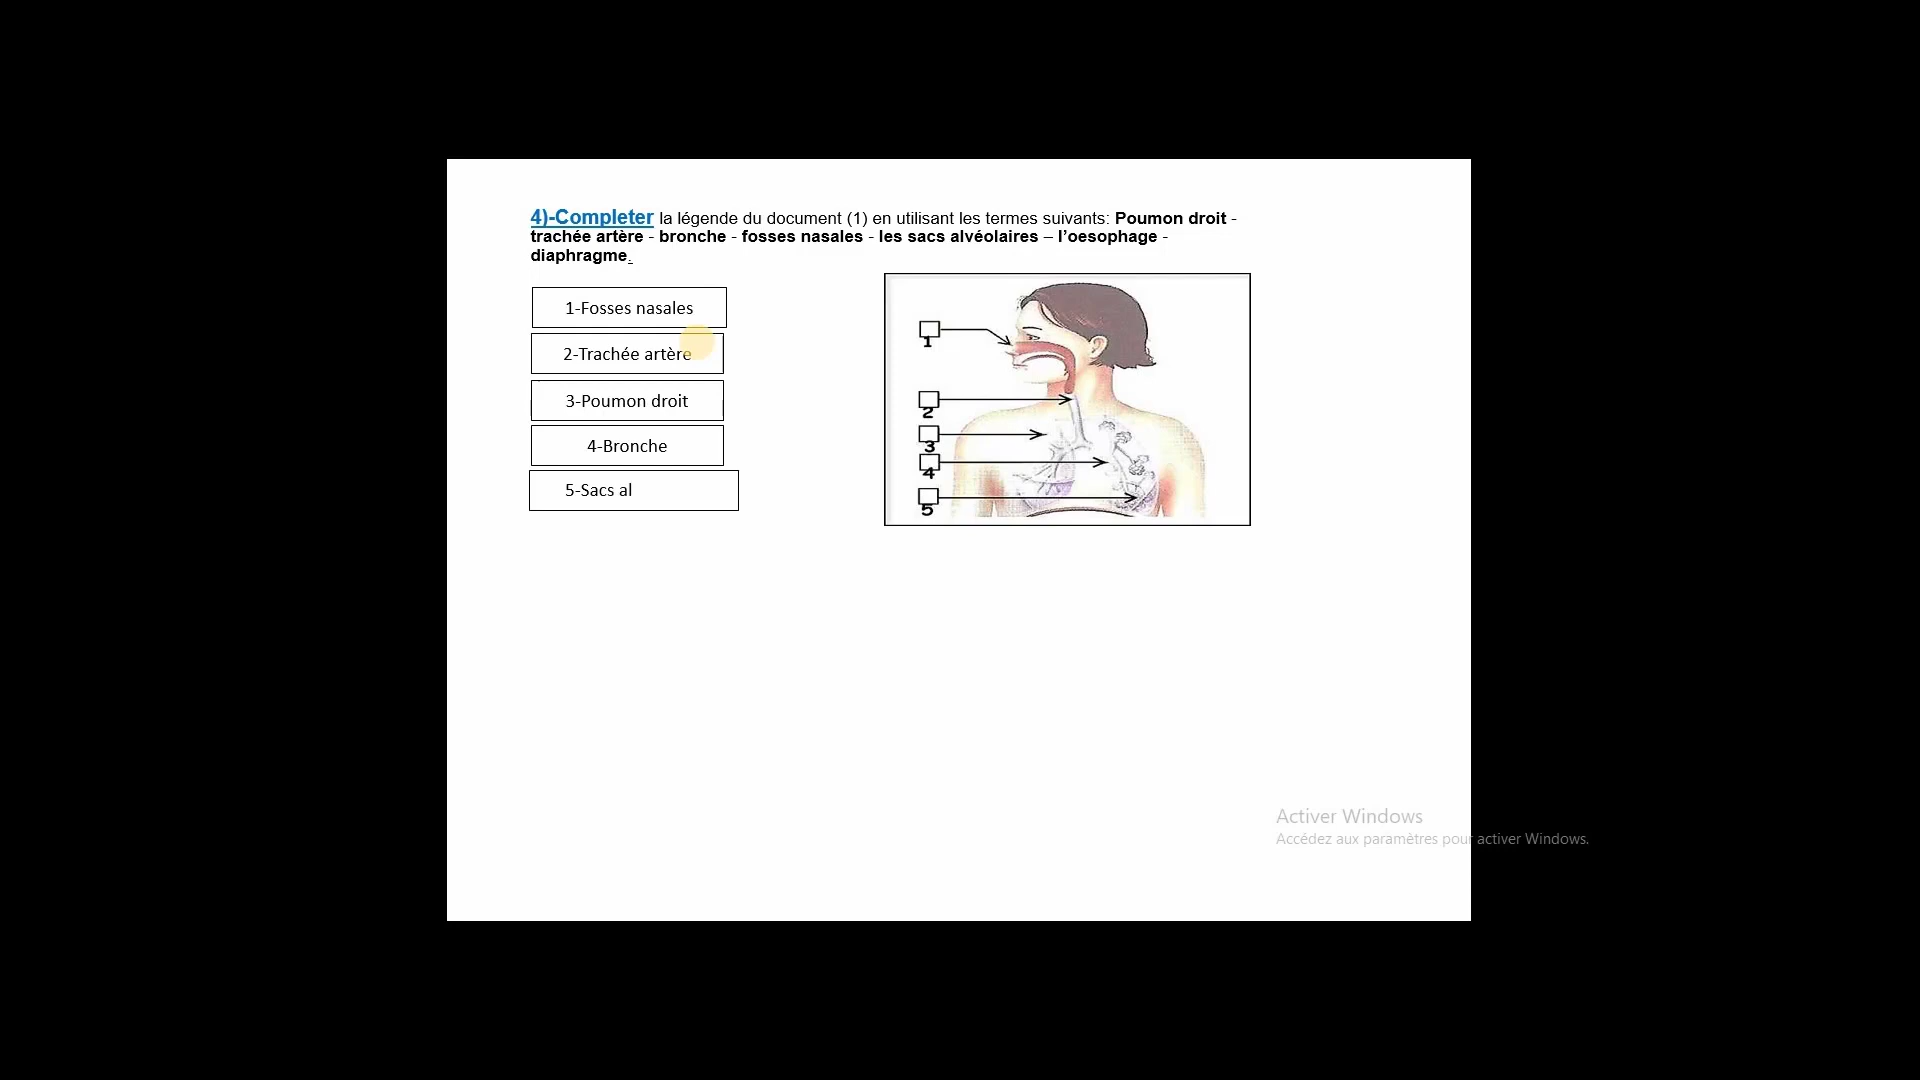 4)-Completer la légende du document (1) en utilisant les termes suivants: Poumon droit -
trachée artère - bronche - fosses nasales - les sacs alvéolaires – l’oesophage -
diaphragme.
1-Fosses nasales
2-Trachée artère
3-Poumon droit
4-Bronche
5-Sacs al
1
2
3
4
5
Activer Windows
Accédez aux paramètres pour activer Windows.